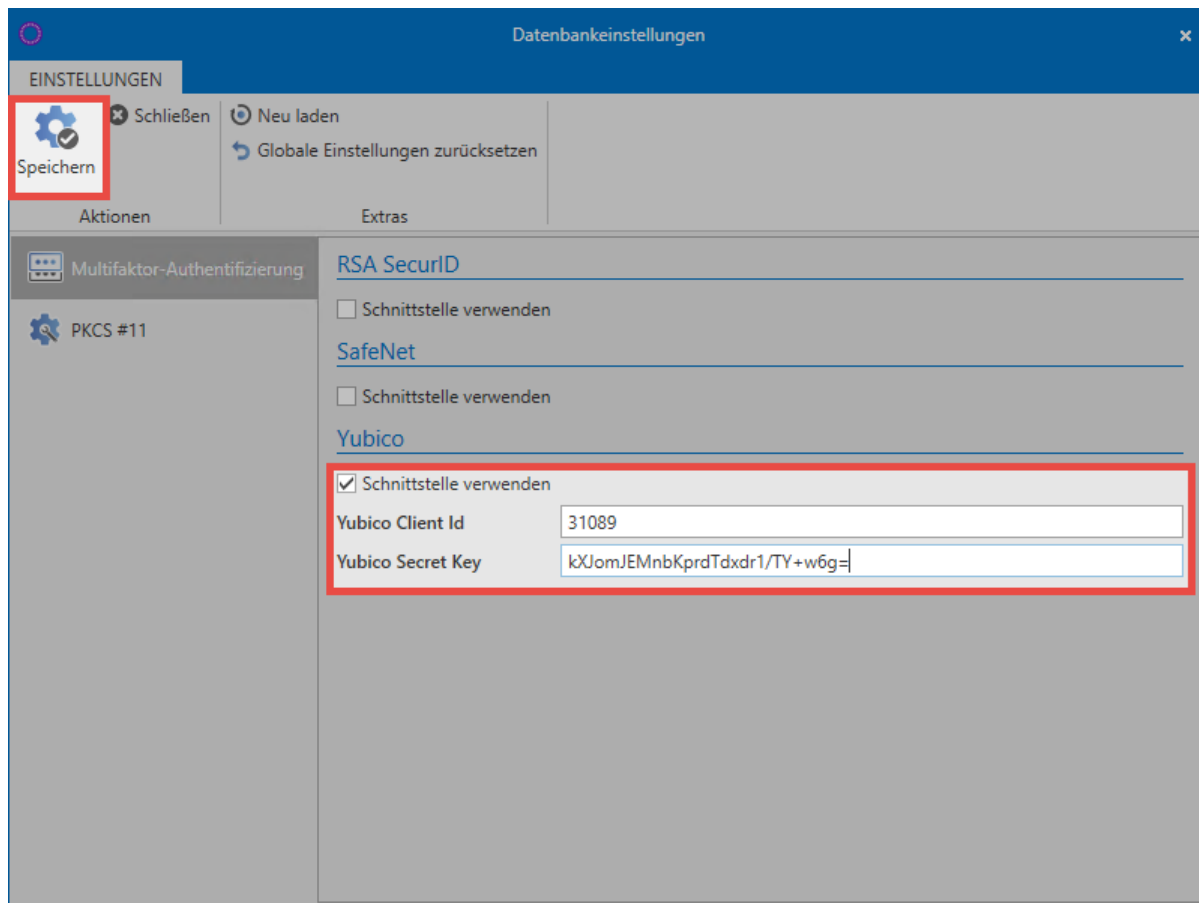 Datenbankeinstellungen
EINSTELLUNGEN
Speichern
Schließen
Neu laden
Globale Einstellungen zurücksetzen
Aktionen
Extras
Multifaktor-Authentifizierung
PKCS #11
RSA SecurID
Schnittstelle verwenden
SafeNet
Schnittstelle verwenden
Yubico
Schnittstelle verwenden
Yubico Client Id 31089
Yubico Secret Key kXJomJEMnbKprdTdxdr1/TY+w6g=